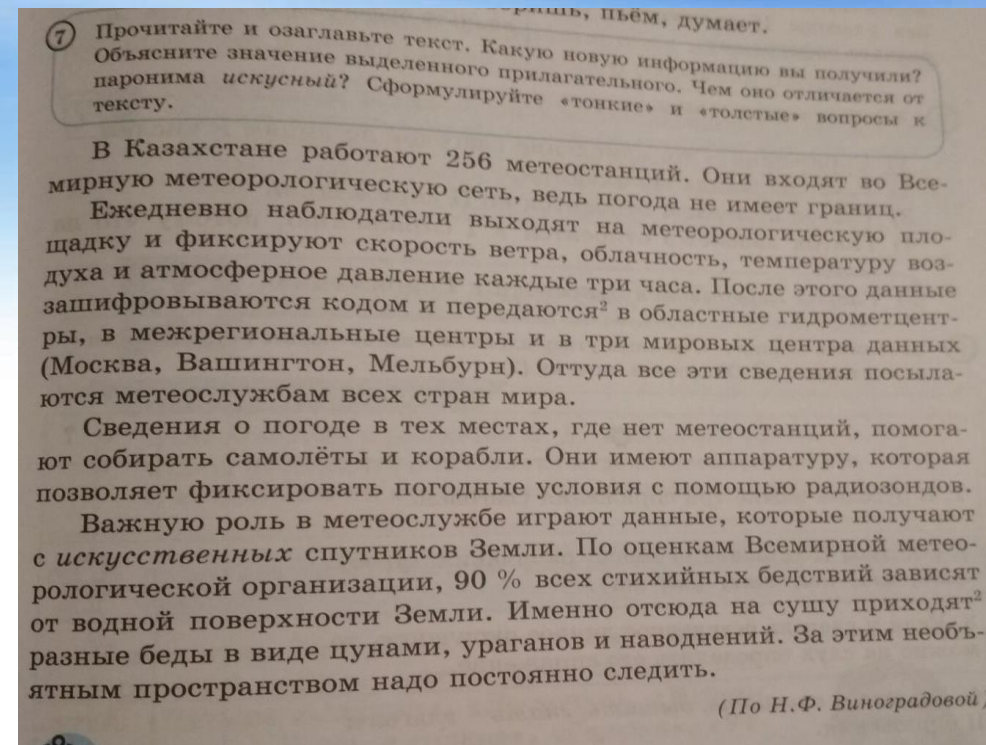 пьём, думает.
7 Прочитайте и озаглавьте текст. Какую новую информацию вы получили?
Объясните значение выделенного прилагательного. Чем оно отличается от
паронима искусный? Сформулируйте «тонкие» и «толстые» вопросы к
тексту.
В Казахстане работают 256 метеостанций. Они входят во Все-
мирную метеорологическую сеть, ведь погода не имеет границ.
Ежедневно наблюдатели выходят на метеорологическую пло-
щадку и фиксируют скорость ветра, облачность, температуру воз-
духа и атмосферное давление каждые три часа. После этого данные
зашифровываются кодом и передаются² в областные гидрометцент-
ры, в межрегиональные центры и в три мировых центра данных
(Москва, Вашингтон, Мельбурн). Оттуда все эти сведения посыла-
ются метеослужбам всех стран мира.
Сведения о погоде в тех местах, где нет метеостанций, помога-
ют собирать самолёты и корабли. Они имеют аппаратуру, которая
позволяет фиксировать погодные условия с помощью радиозондов.
Важную роль в метеослужбе играют данные, которые получают
с искусственных спутников Земли. По оценкам Всемирной метео-
рологической организации, 90 % всех стихийных бедствий зависят
от водной поверхности Земли. Именно отсюда на сушу приходят²
разные беды в виде цунами, ураганов и наводнений. За этим необъ-
ятным пространством надо постоянно следить.
(По Н.Ф. Виноградовой)